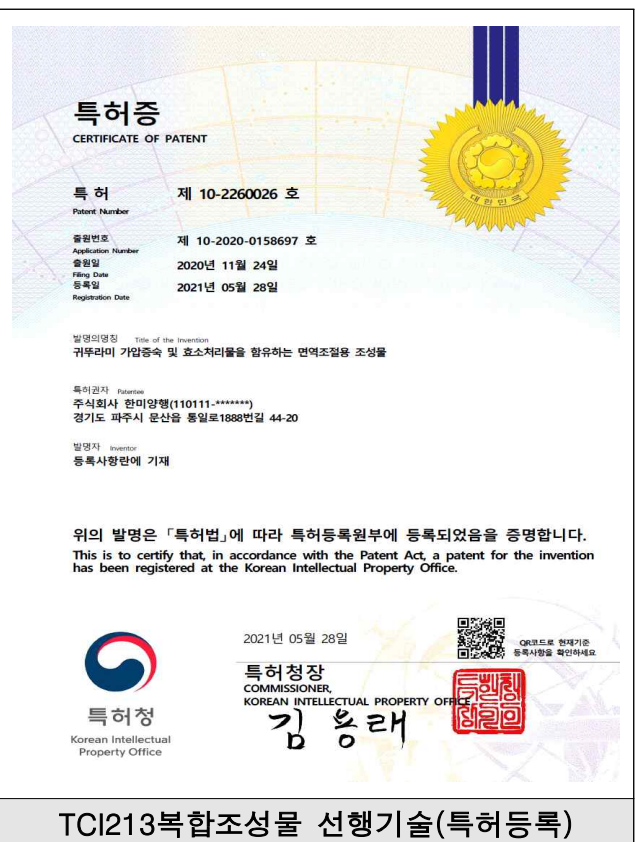 특허증
CERTIFICATE OF PATENT
대한민국
특 허
제 10-2260026 호
Patent Number
출원번호
제 10-2020-0158697 호
Application Number
출원일
2020년 11월 24일
Filing Date
등록일
2021년 05월 28일
Registration Date
발명의명칭 Title of the Invention
귀뚜라미 가압증숙 및 효소처리물을 함유하는 면역조절용 조성물
특허권자 Patentee
주식회사 한미양행(110111-*******)
경기도 파주시 문산읍 통일로1888번길 44-20
발명자 Inventor
등록사항란에 기재
위의 발명은 「특허법」에 따라 특허등록원부에 등록되었음을 증명합니다.
This is to certify that, in accordance with the Patent Act, a patent for the invention
has been registered at the Korean Intellectual Property Office.
2021년 05월 28일
QR코드로 현재기준
등록사항을 확인하세요
특허청장
COMMISSIONER,
KOREAN INTELLECTUAL PROPERTY OFFICE
김용래
특허청
Korean Intellectual
Property Office
TCI213복합조성물 선행기술(특허등록)